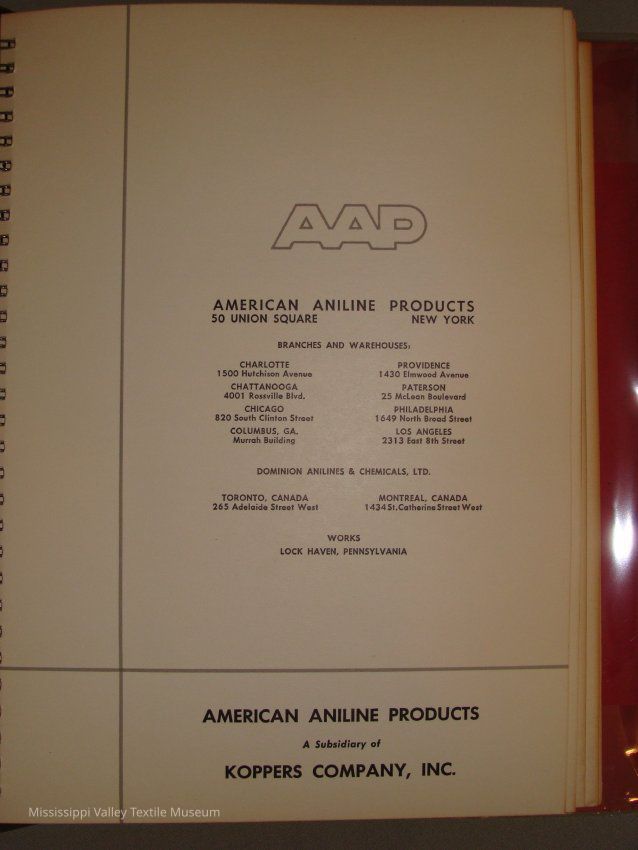 AAP
AMERICAN ANILINE PRODUCTS
50 UNION SQUARE NEW YORK
BRANCHES AND WAREHOUSES:
CHARLOTTE
1500 Hutchison Avenue
PROVIDENCE
1430 Elmwood Avenue
CHATTANOOGA
4001 Rossville Blvd.
PATERSON
25 McLean Boulevard
CHICAGO
820 South Clinton Street
PHILADELPHIA
1649 North Broad Street
COLUMBUS, GA.
Murrah Building
LOS ANGELES
2313 East 8th Street
DOMINION ANILINES & CHEMICALS, LTD.
TORONTO, CANADA
265 Adelaide Street West
MONTREAL, CANADA
1434 St. Catherine Street West
WORKS
LOCK HAVEN, PENNSYLVANIA
AMERICAN ANILINE PRODUCTS
A Subsidiary of
KOPPERS COMPANY, INC.
Mississippi Valley Textile Museum